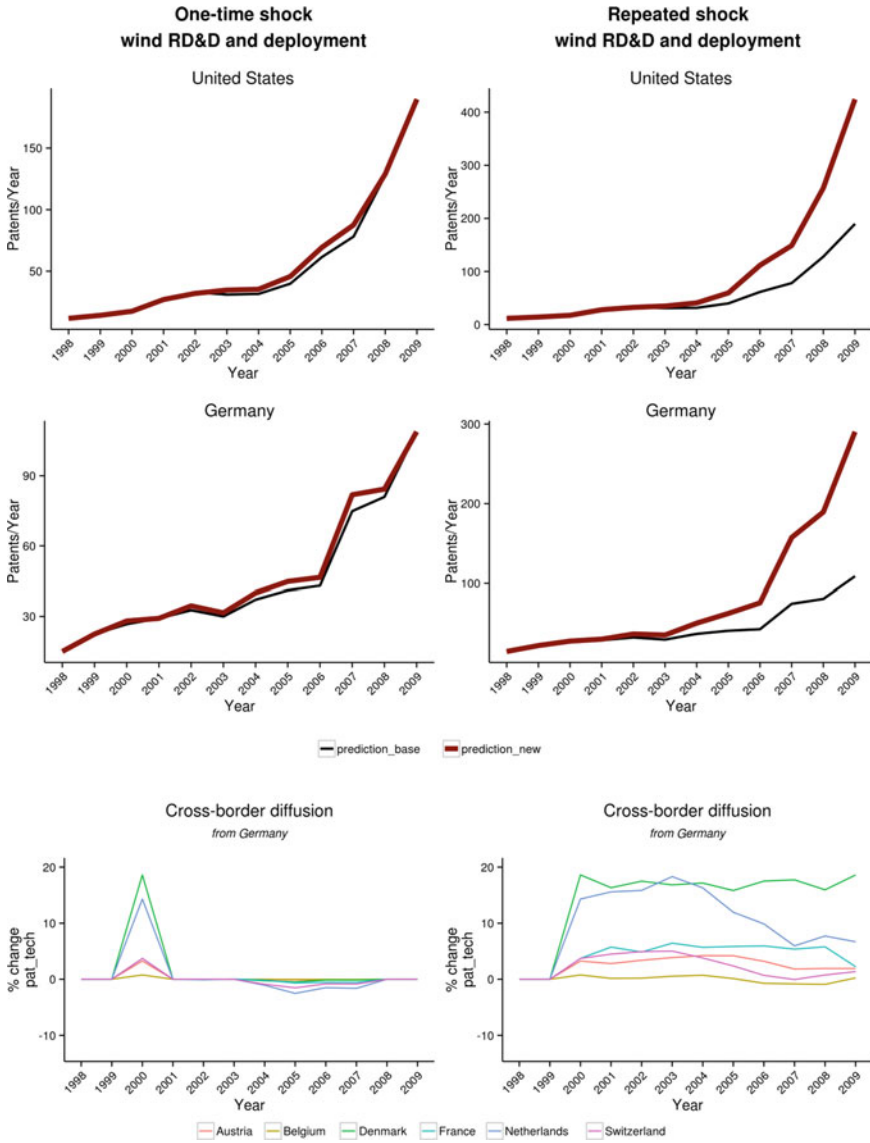 One-time shock
wind RD&D and deployment
Repeated shock
wind RD&D and deployment
United States
Patents/Year
150
100
50
1998 1999 2000 2001 2002 2003 2004 2005 2006 2007 2008 2009
Year
United States
Patents/Year
400
300
200
100
0
1998 1999 2000 2001 2002 2003 2004 2005 2006 2007 2008 2009
Year
Germany
Patents/Year
90
60
30
1998 1999 2000 2001 2002 2003 2004 2005 2006 2007 2008 2009
Year
Germany
Patents/Year
300
200
100
1998 1999 2000 2001 2002 2003 2004 2005 2006 2007 2008 2009
Year
prediction_base prediction_new
Cross-border diffusion
from Germany
% change
pat_tech
20
10
0
-10
1998 1999 2000 2001 2002 2003 2004 2005 2006 2007 2008 2009
Year
Cross-border diffusion
from Germany
% change
pat_tech
20
10
0
-10
1998 1999 2000 2001 2002 2003 2004 2005 2006 2007 2008 2009
Year
Austria Belgium Denmark France Netherlands Switzerland